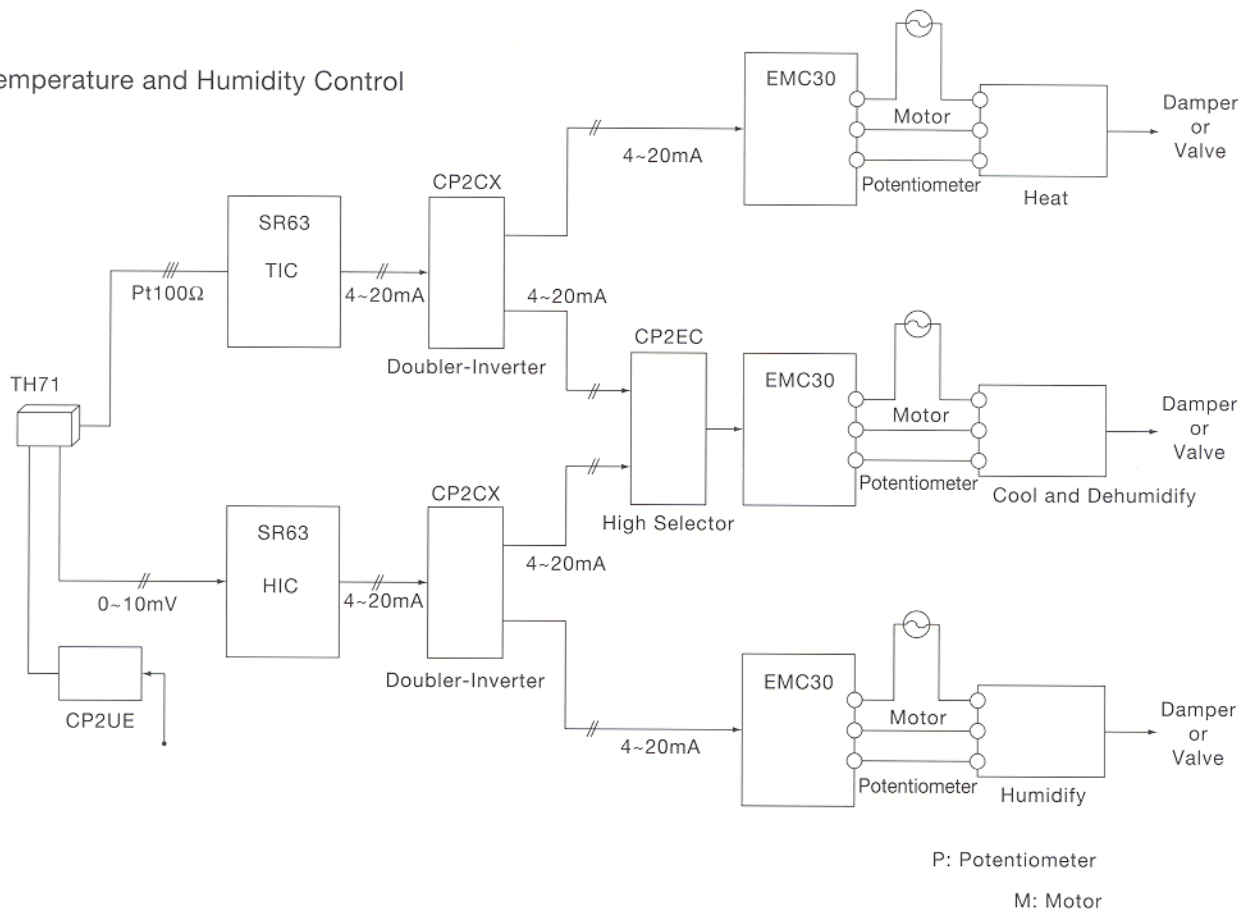 emperature and Humidity Control
EMC30
Motor
Potentiometer
Heat
Damper
or
Valve
4~20mA
CP2CX
SR63
TIC
Pt100Ω
4~20mA
4~20mA
Doubler-Inverter
CP2EC
High Selector
EMC30
Motor
Potentiometer
Cool and Dehumidify
Damper
or
Valve
TH71
CP2CX
SR63
HIC
0~10mV
4~20mA
4~20mA
Doubler-Inverter
CP2UE
4~20mA
EMC30
Motor
Potentiometer
Humidify
Damper
or
Valve
P: Potentiometer
M: Motor